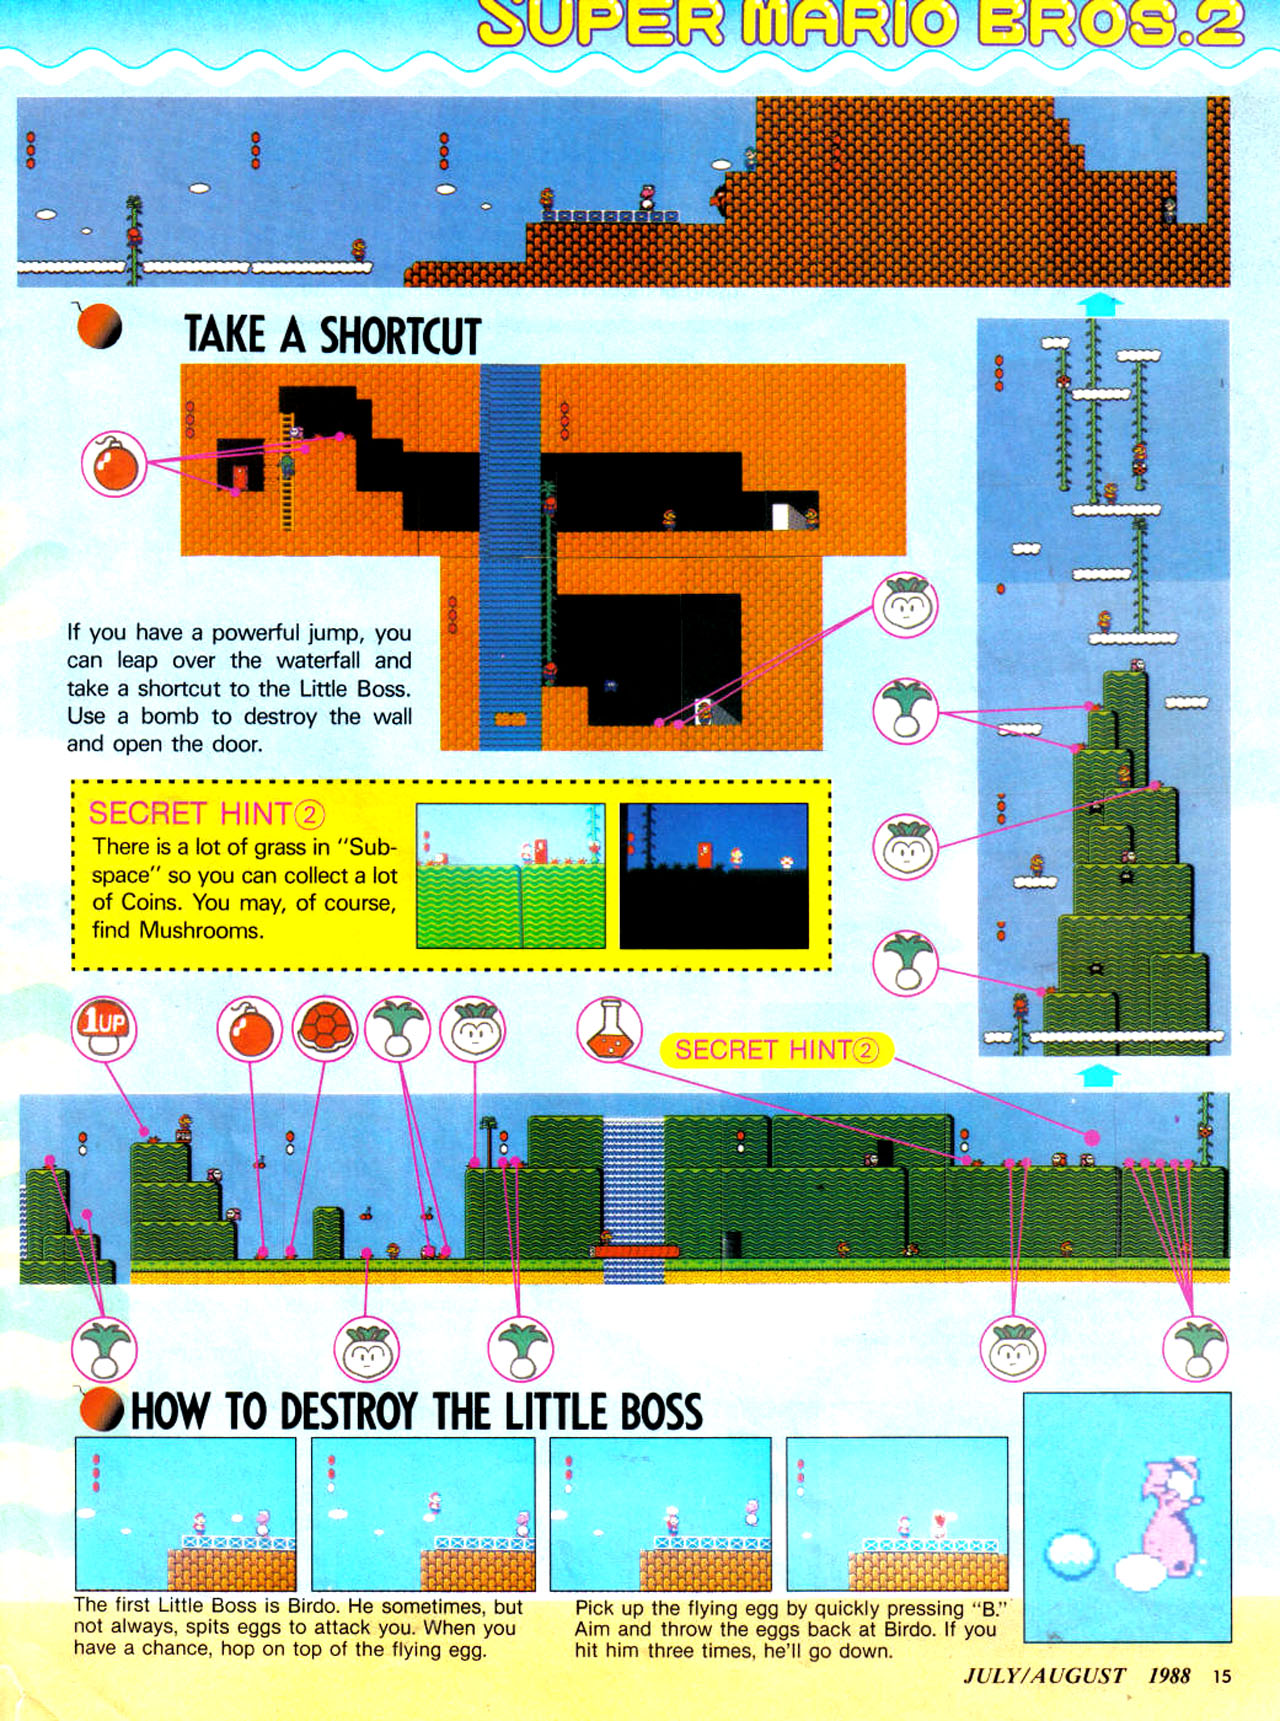 SUPER MARIO BROS.2
TAKE A SHORTCUT
If you have a powerful jump, you
can leap over the waterfall and
take a shortcut to the Little Boss.
Use a bomb to destroy the wall
and open the door.
SECRET HINT②
There is a lot of grass in "Sub-
space" so you can collect a lot
of Coins. You may, of course,
find Mushrooms.
1UP
SECRET HINT②
HOW TO DESTROY THE LITTLE BOSS
The first Little Boss is Birdo. He sometimes, but
not always, spits eggs to attack you. When you
have a chance, hop on top of the flying egg.
Pick up the flying egg by quickly pressing "B."
Aim and throw the eggs back at Birdo. If you
hit him three times, he'll go down.
JULY/AUGUST 1988 15